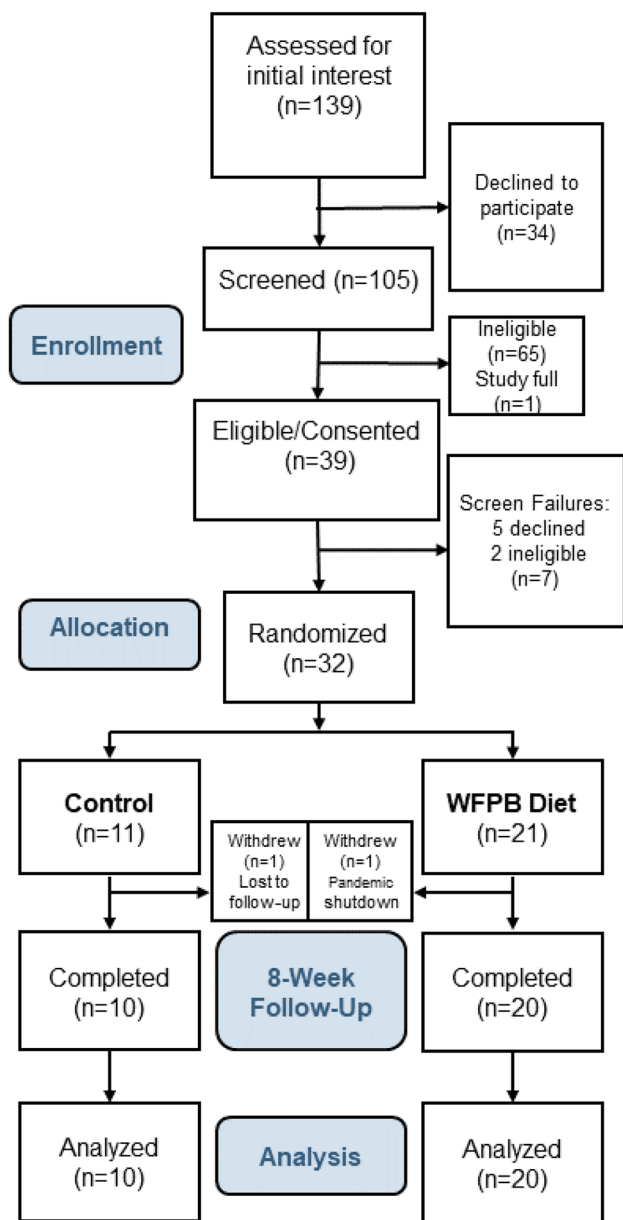 Assessed for
initial interest
(n=139)
Declined to
participate
(n=34)
Screened (n=105)
Enrollment
Ineligible
(n=65)
Study full
(n=1)
Eligible/Consented
(n=39)
Screen Failures:
5 declined
2 ineligible
(n=7)
Allocation
Randomized
(n=32)
Control
(n=11)
WFPB Diet
(n=21)
Withdrew
(n=1)
Lost to
follow-up
Withdrew
(n=1)
Pandemic
shutdown
Completed
(n=10)
8-Week
Follow-Up
Completed
(n=20)
Analyzed
(n=10)
Analysis
Analyzed
(n=20)